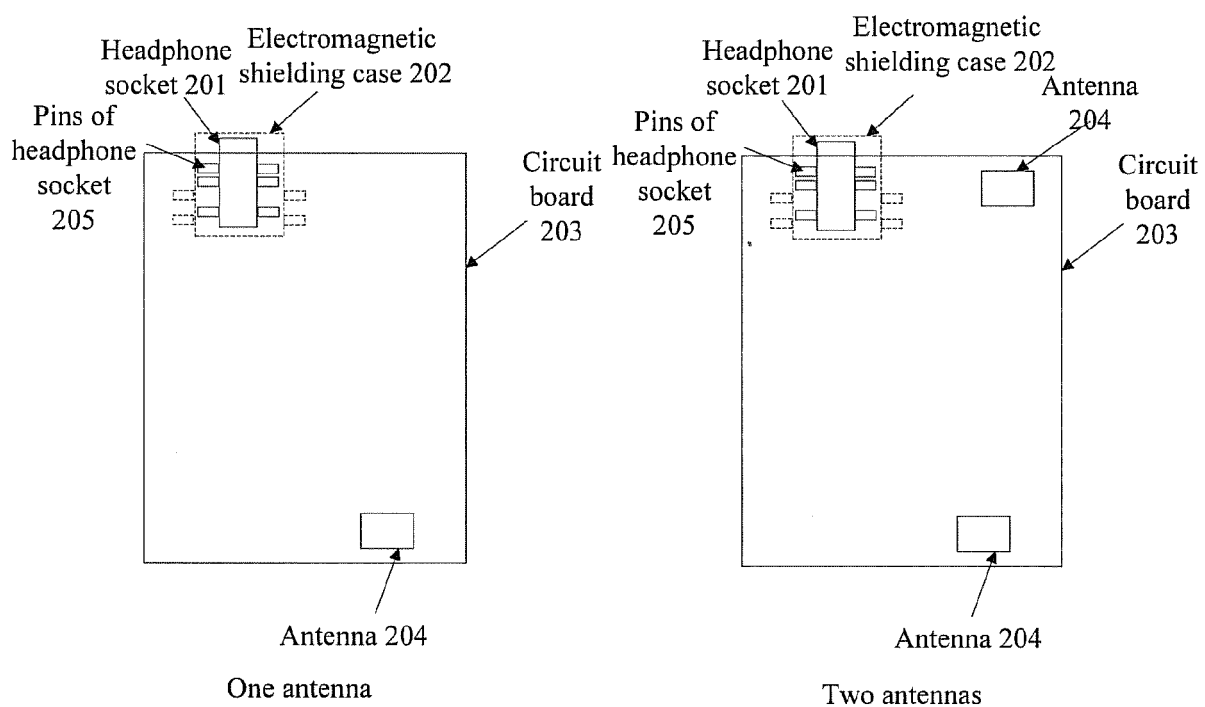 Headphone
socket 201
Electromagnetic
shielding case 202
Pins of
headphone
socket
205
Circuit
board
203
Antenna 204
One antenna
Headphone
socket 201
Electromagnetic
shielding case 202
Antenna
204
Pins of
headphone
socket
205
Circuit
board
203
Antenna 204
Two antennas